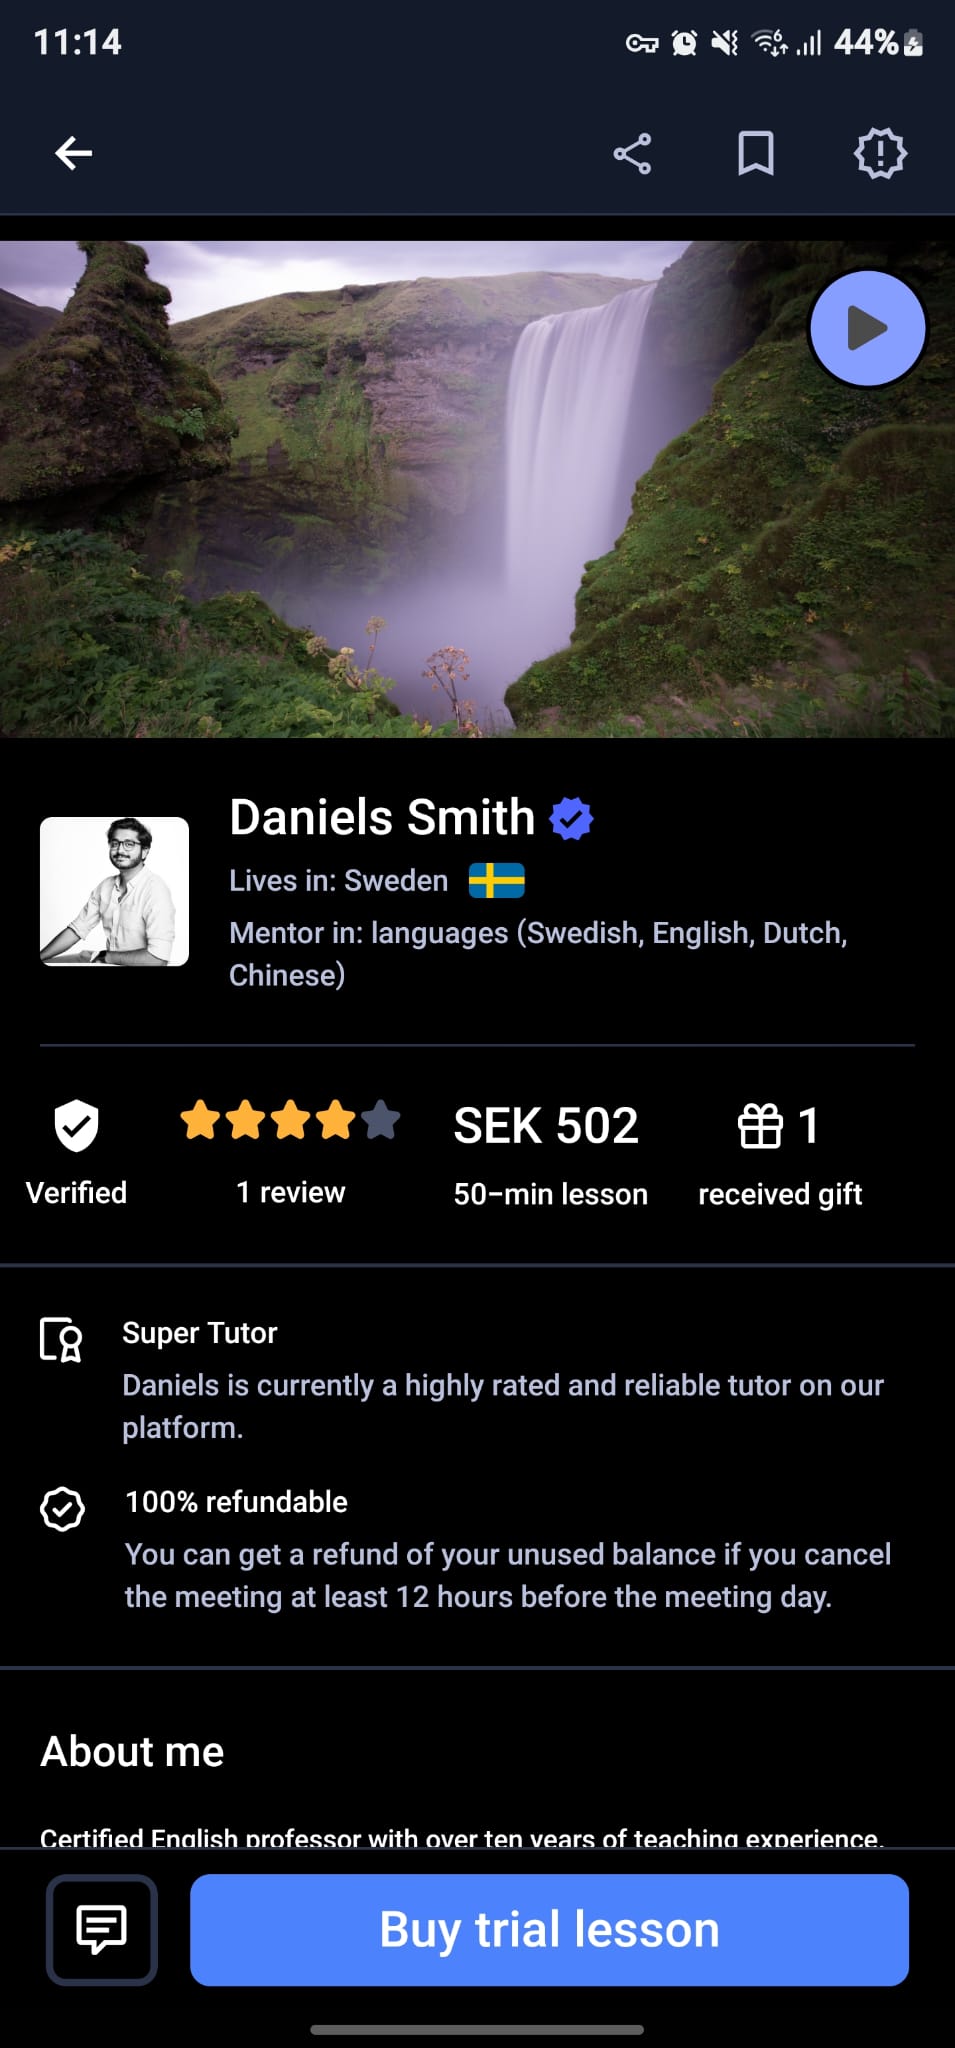 11:14
44%
Daniels Smith
Lives in: Sweden
Mentor in: languages (Swedish, English, Dutch,
Chinese)
SEK 502
1
Verified
1 review
50-min lesson
received gift
Super Tutor
Daniels is currently a highly rated and reliable tutor on our
platform.
100% refundable
You can get a refund of your unused balance if you cancel
the meeting at least 12 hours before the meeting day.
About me
Certified English professor with over ten years of teaching experience.
Buy trial lesson